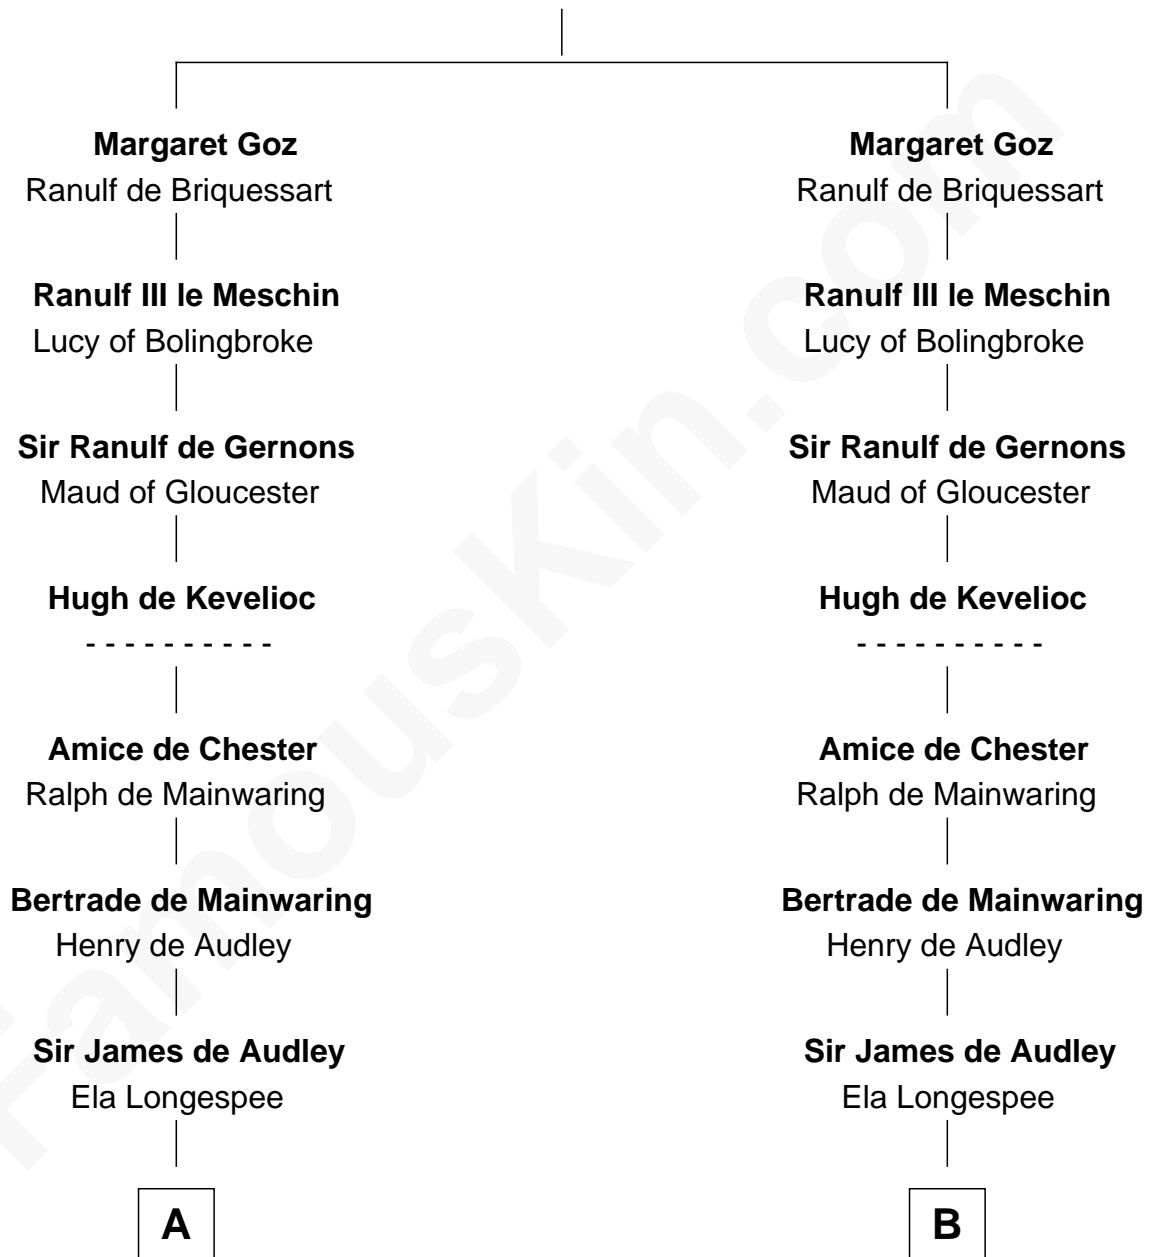 Margaret Goz
Ranulf de Briquessart
Ranulf III le Meschin
Lucy of Bolingbroke
Sir Ranulf de Gernons
Maud of Gloucester
Hugh de Kevelioc
- - - - - - - - - -
Amice de Chester
Ralph de Mainwaring
Bertrade de Mainwaring
Henry de Audley
Sir James de Audley
Ela Longespee
A
Margaret Goz
Ranulf de Briquessart
Ranulf III le Meschin
Lucy of Bolingbroke
Sir Ranulf de Gernons
Maud of Gloucester
Hugh de Kevelioc
- - - - - - - - - -
Amice de Chester
Ralph de Mainwaring
Bertrade de Mainwaring
Henry de Audley
Sir James de Audley
Ela Longespee
B
FamousKin.com